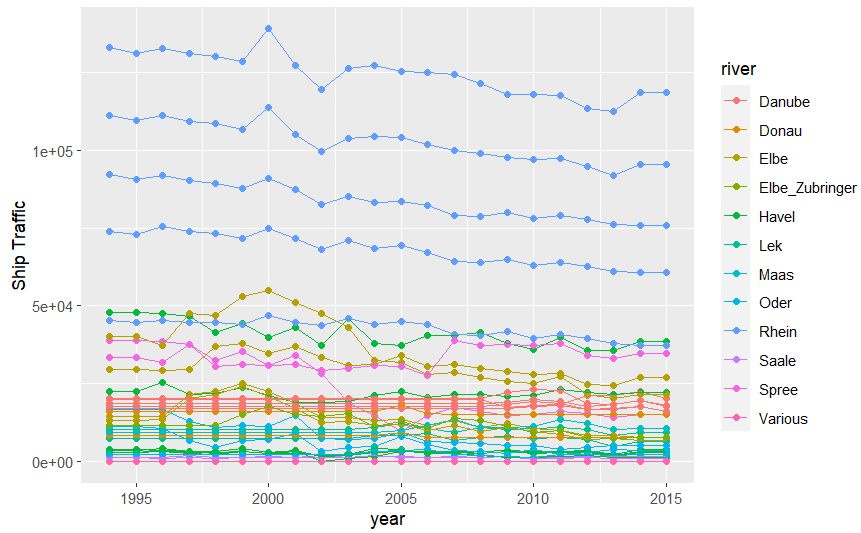 Ship Traffic
1e+05
5e+04
0e+00
1995
2000
2005
2010
2015
year
river
Danube
Donau
Elbe
Elbe_Zubringer
Havel
Lek
Maas
Oder
Rhein
Saale
Spree
Various